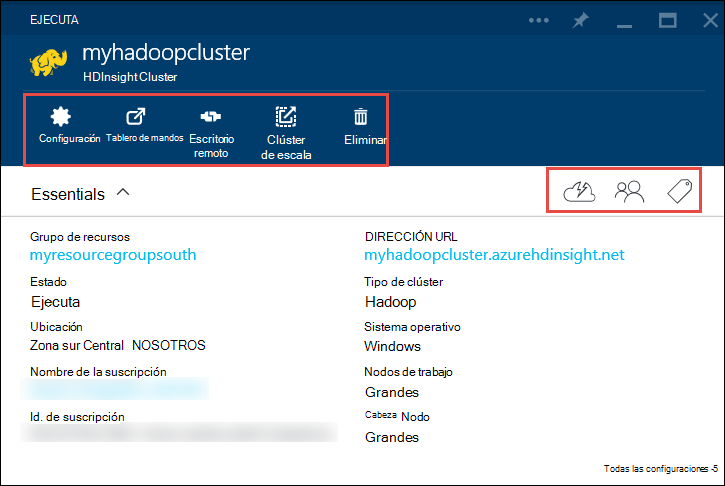 EJECUTA
myhadoopcluster
HDInsight Cluster
Configuración
Tablero de mandos
Escritorio
remoto
Clúster
de escala
Eliminar
Essentials
Grupo de recursos
myresourcegroupsouth
DIRECCIÓN URL
myhadoopcluster.azurehdinsight.net
Estado
Ejecuta
Tipo de clúster
Hadoop
Ubicación
Zona sur Central NOSOTROS
Sistema operativo
Windows
Nombre de la suscripción
Nodos de trabajo
Grandes
Id. de suscripción
Cabeza Nodo
Grandes
Todas las configuraciones -5